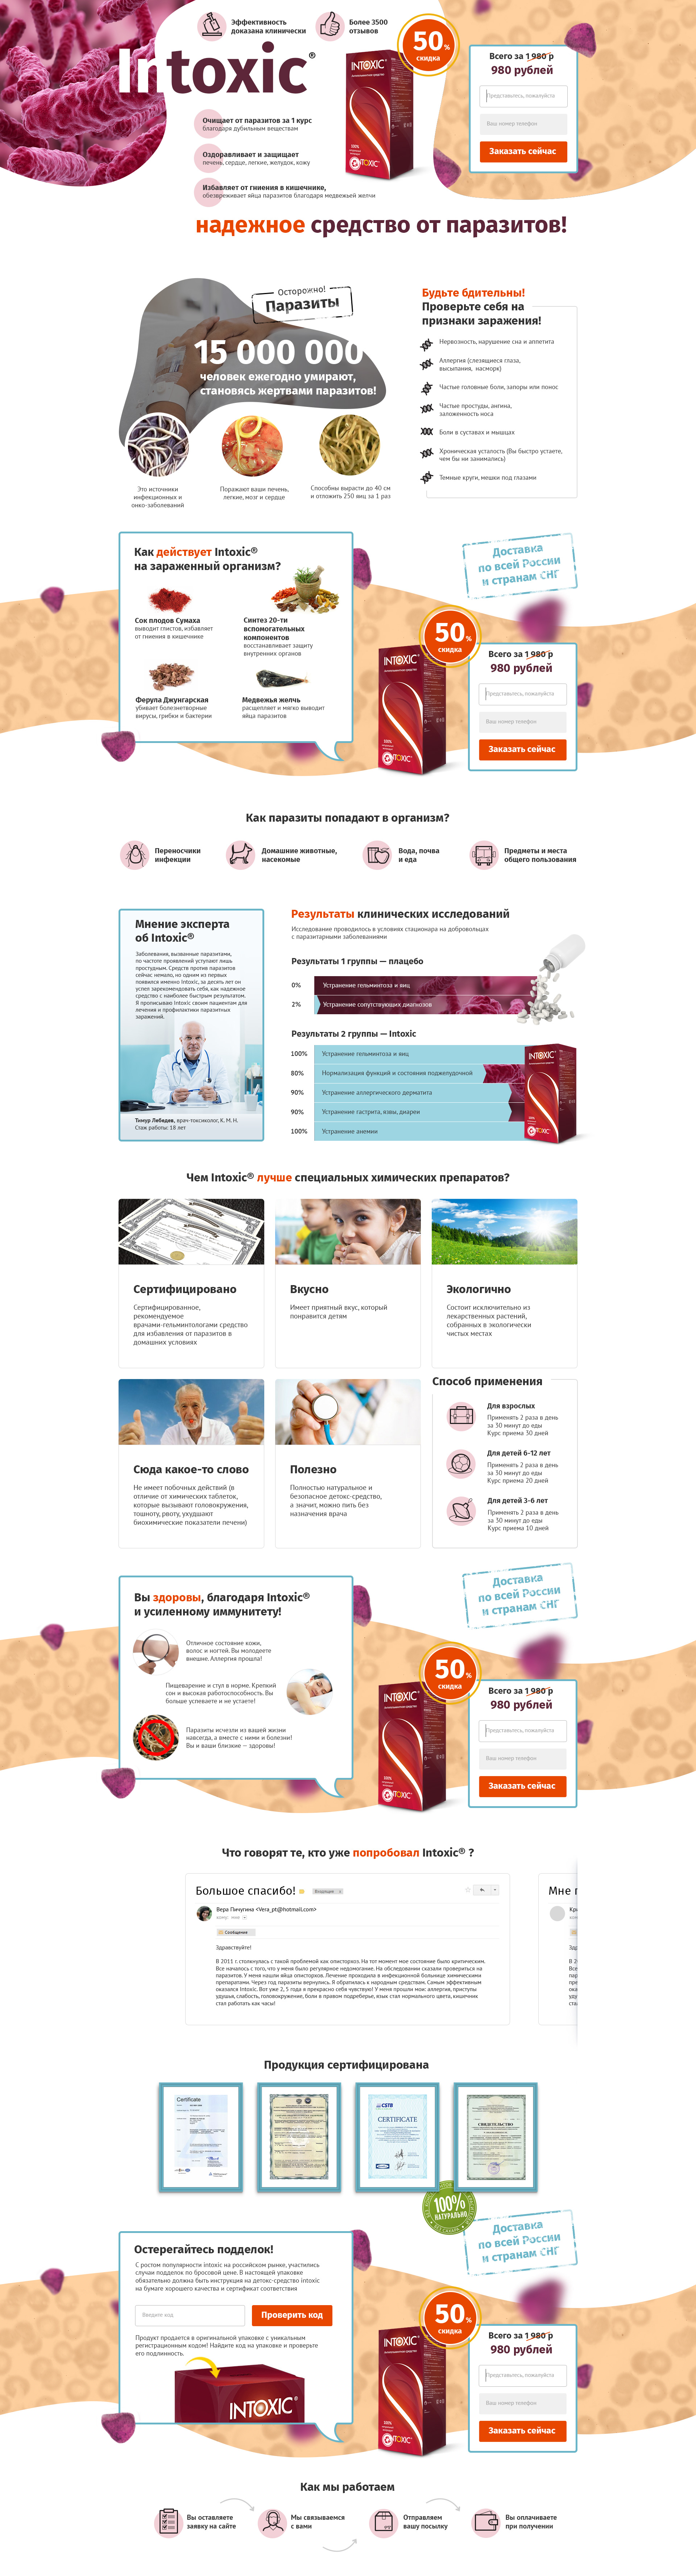 Эффективность
доказана клинически
Более 3500
отзывов
Intoxic®
INTOXIC®
100%
INTOXIC®
50%
скидка
Всего за 1 980 р
980 рублей
Представьтесь, пожалуйста
Ваш номер телефон
Заказать сейчас
Очищает от паразитов за 1 курс
благодаря дубильным веществам
Оздоравливает и защищает
печень, сердце, легкие, желудок, кожу
Избавляет от гниения в кишечнике,
обезвреживает яйца паразитов благодаря медвежьей желчи
надежное средство от паразитов!
Осторожно!
Паразиты
15 000 000
человек ежегодно умирают,
становясь жертвами паразитов!
Это источники
инфекционных и
онко-заболеваний
Поражают ваши печень,
легкие, мозг и сердце
Способны вырасти до 40 см
и отложить 250 яиц за 1 раз
Будьте бдительны!
Проверьте себя на
признаки заражения!
Нервозность, нарушение сна и аппетита
Аллергия (слезящиеся глаза,
высыпания, насморк)
Частые головные боли, запоры или понос
Частые простуды, ангина,
заложенность носа
Боли в суставах и мышцах
Хроническая усталость (Вы быстро устаете,
чем бы ни занимались)
Темные круги, мешки под глазами
Как действует Intoxic®
на зараженный организм?
Сок плодов Сумаха
выводит глистов, избавляет
от гниения в кишечнике
Синтез 20-ти
вспомогательных
компонентов
восстанавливает защиту
внутренних органов
Ферула Джунгарская
убивает болезнетворные
вирусы, грибки и бактерии
Медвежья желчь
расщепляет и мягко выводит
яйца паразитов
Доставка
по всей России
и странам СНГ
50%
скидка
INTOXIC®
100%
INTOXIC®
Всего за 1 980 р
980 рублей
Представьтесь, пожалуйста
Ваш номер телефон
Заказать сейчас
Как паразиты попадают в организм?
Переносчики
инфекции
Домашние животные,
насекомые
Вода, почва
и еда
Предметы и места
общего пользования
Мнение эксперта
об Intoxic®
Заболевания, вызванные паразитами,
по частоте проявлений уступают лишь
простудным. Средств против паразитов
сейчас немало, но одним из первых
появился именно Intoxic, за десять лет он
успел зарекомендовать себя, как надежное
средство с наиболее быстрым результатом.
Я прописываю Intoxic своим пациентам для
лечения и профилактики паразитных
заражений.
Тимур Лебедев, врач-токсиколог, К. М. Н.
Стаж работы: 18 лет
Результаты клинических исследований
Исследование проводилось в условиях стационара на добровольцах
с паразитарными заболеваниями
Результаты 1 группы — плацебо
0% Устранение гельминтоза и яиц
2% Устранение сопутствующих диагнозов
Результаты 2 группы — Intoxic
100% Устранение гельминтоза и яиц
80% Нормализация функций и состояния поджелудочной
90% Устранение аллергического дерматита
90% Устранение гастрита, язвы, диареи
100% Устранение анемии
INTOXIC®
INTOXIC®
Чем Intoxic® лучше специальных химических препаратов?
Сертифицировано
Сертифицированное,
рекомендуемое
врачами-гельминтологами средство
для избавления от паразитов в
домашних условиях
Вкусно
Имеет приятный вкус, который
понравится детям
Экологично
Состоит исключительно из
лекарственных растений,
собранных в экологически
чистых местах
Сюда какое-то слово
Не имеет побочных действий (в
отличие от химических таблеток,
которые вызывают головокружения,
тошноту, рвоту, ухудшают
биохимические показатели печени)
Полезно
Полностью натуральное и
безопасное детокс-средство,
а значит, можно пить без
назначения врача
Способ применения
Для взрослых
Применять 2 раза в день
за 30 минут до еды
Курс приема 30 дней
Для детей 6-12 лет
Применять 2 раза в день
за 30 минут до еды
Курс приема 20 дней
Для детей 3-6 лет
Применять 2 раза в день
за 30 минут до еды
Курс приема 10 дней
Вы здоровы, благодаря Intoxic®
и усиленному иммунитету!
Отличное состояние кожи,
волос и ногтей. Вы молодеете
внешне. Аллергия прошла!
Пищеварение и стул в норме. Крепкий
сон и высокая работоспособность. Вы
больше успеваете и не устаете!
Паразиты исчезли из вашей жизни
навсегда, а вместе с ними и болезни!
Вы и ваши близкие — здоровы!
Доставка
по всей России
и странам СНГ
50%
скидка
INTOXIC®
100%
INTOXIC®
Всего за 1 980 р
980 рублей
Представьтесь, пожалуйста
Ваш номер телефон
Заказать сейчас
Что говорят те, кто уже попробовал Intoxic® ?
Большое спасибо!
Входящие x
Вера Пичугина <Vera_pt@hotmail.com>
кому: мне
Сообщение
Здравствуйте!
В 2011 г. столкнулась с такой проблемой как описторхоз. На тот момент мое состояние было критическим.
Все началось с того, что у меня было регулярное недомогание. На обследовании сказали провериться на
паразитов. У меня нашли яйца описторхов. Лечение проходила в инфекционной больнице химическими
препаратами. Через год паразиты вернулись. Я обратилась к народным средствам. Самым эффективным
оказался Intoxic. Вот уже 2, 5 года я прекрасно себя чувствую! У меня прошли мои: аллергия, приступы
удушья, слабость, головокружение, боли в правом подреберье, язык стал нормального цвета, кишечник
стал работать как часы!
Мне
Продукция сертифицирована
Certificate
CSTB
CERTIFICATE
СВИДЕТЕЛЬСТВО
100%
НАТУРАЛЬНО
Остерегайтесь подделок!
С ростом популярности intoxic на российском рынке, участились
случаи подделок по бросовой цене. В настоящей упаковке
обязательно должна быть инструкция на детокс-средство intoxic
на бумаге хорошего качества и сертификат соответствия
Введите код
Проверить код
Продукт продается в оригинальной упаковке с уникальным
регистрационным кодом! Найдите код на упаковке и проверьте
его подлинность.
INTOXIC®
Доставка
по всей России
и странам СНГ
50%
скидка
INTOXIC®
100%
INTOXIC®
Всего за 1 980 р
980 рублей
Представьтесь, пожалуйста
Ваш номер телефон
Заказать сейчас
Как мы работаем
Вы оставляете
заявку на сайте
Мы связываемся
с вами
Отправляем
вашу посылку
Вы оплачиваете
при получении